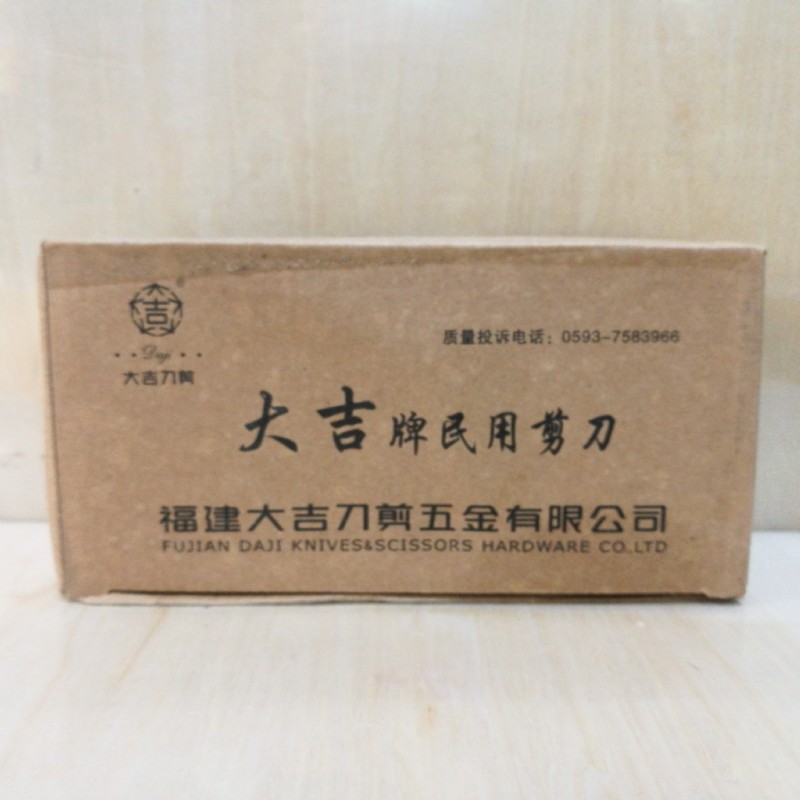 大吉
®
Daji
大吉刀剪
质量投诉电话：0593-7583966
大吉牌民用剪刀
福建大吉刀剪五金有限公司
FUJIAN DAJI KNIVES&SCISSORS HARDWARE CO.,LTD